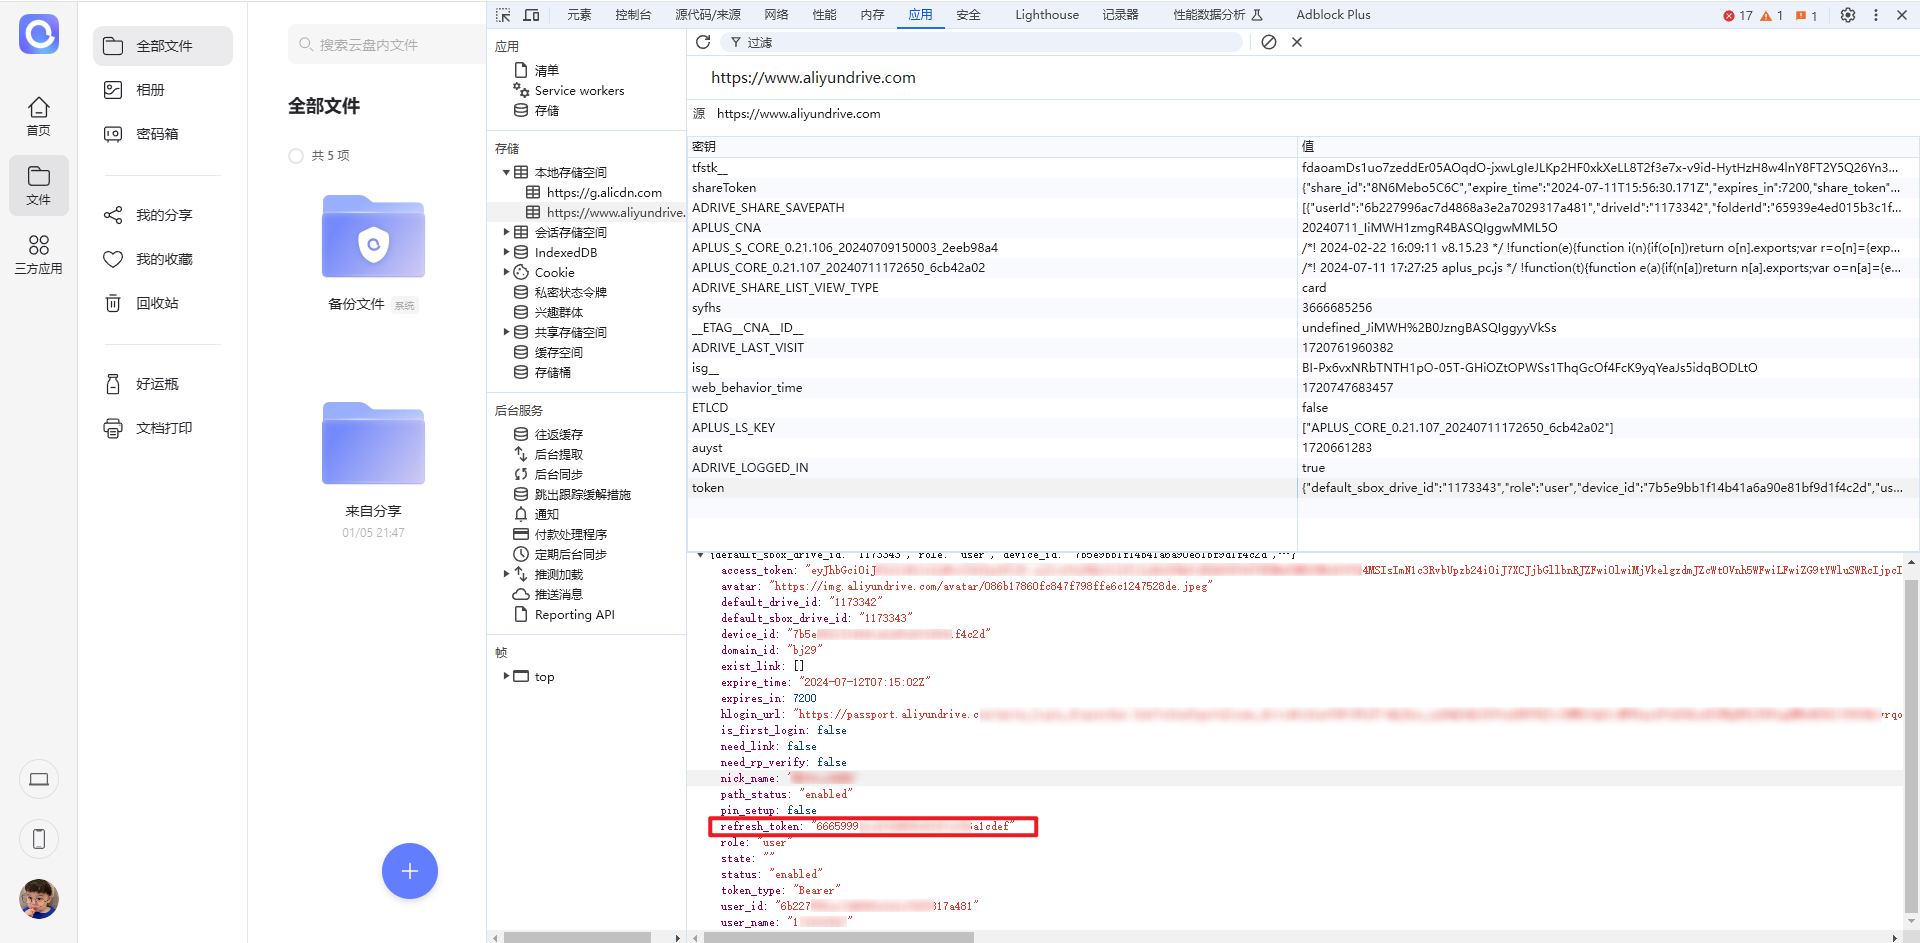 首页
文件
三方应用
全部文件
相册
密码箱
我的分享
我的收藏
回收站
好运瓶
文档打印
搜索云盘内文件
全部文件
共 5 项
备份文件 系统
来自分享
01/05 21:47
元素 控制台 源代码/来源 网络 性能 内存 应用 安全 Lighthouse 记录器 性能数据分析 Adblock Plus 17 1 1
应用
清单
Service workers
存储
存储
本地存储空间
https://g.alicdn.com
https://www.aliyundrive.
会话存储空间
IndexedDB
Cookie
私密状态令牌
兴趣群体
共享存储空间
缓存空间
存储桶
后台服务
往返缓存
后台提取
后台同步
跳出跟踪缓解措施
通知
付款处理程序
定期后台同步
推测加载
推送消息
Reporting API
帧
top
过滤
https://www.aliyundrive.com
源 https://www.aliyundrive.com
密钥 值
tfstk__ fdaoamDs1uo7zeddEr05AOqdO-jxwLgIeJLKp2HF0xkXeLL8T2f3e7x-v9id-HytHzH8w4lnY8FT2Y5Q26Yn3...
shareToken {"share_id":"8N6Mebo5C6C","expire_time":"2024-07-11T15:56:30.171Z","expires_in":7200,"share_token"...
ADRIVE_SHARE_SAVEPATH [{"userId":"6b227996ac7d4868a3e2a7029317a481","driveId":"1173342","folderId":"65939e4ed015b3c1f...
APLUS_CNA 20240711_IiMWH1zmgR4BASQIggwMML5O
APLUS_S_CORE_0.21.106_20240709150003_2eeb98a4 /*! 2024-02-22 16:09:11 v8.15.23 */ !function(e){function i(n){if(o[n])return o[n].exports;var r=o[n]={exp...
APLUS_CORE_0.21.107_20240711172650_6cb42a02 /*! 2024-07-11 17:27:25 aplus_pc.js */ !function(t){function e(a){if(n[a])return n[a].exports;var o=n[a]={e...
ADRIVE_SHARE_LIST_VIEW_TYPE card
syfhs 3666685256
__ETAG__CNA__ID__ undefined_JiMWH%2B0JzngBASQIggyyVkSs
ADRIVE_LAST_VISIT 1720761960382
isg__ BI-Px6vxNRbTNTH1pO-05T-GHiOZtOPWSs1ThqGcOf4FcK9yqYeaJs5idqBODLtO
web_behavior_time 1720747683457
ETLCD false
APLUS_LS_KEY ["APLUS_CORE_0.21.107_20240711172650_6cb42a02"]
auyst 1720661283
ADRIVE_LOGGED_IN true
token {"default_sbox_drive_id":"1173343","role":"user","device_id":"7b5e9bb1f14b41a6a90e81bf9d1f4c2d","us...
{default_sbox_drive_id: "1173343", role: "user", device_id: "7b5e9bb1f14b41a6a90e81bf9d1f4c2d",…}
access_token: "eyJhbGciOiJ
avatar: "https://img.aliyundrive.com/avatar/086b17860fc847f798ffe6c1247528de.jpeg"
default_drive_id: "1173342"
default_sbox_drive_id: "1173343"
device_id: "7b5e f4c2d"
domain_id: "bj29"
exist_link: []
expire_time: "2024-07-12T07:15:02Z"
expires_in: 7200
hlogin_url: "https://passport.aliyundrive.c yrqo
is_first_login: false
need_link: false
need_rp_verify: false
nick_name: "
path_status: "enabled"
pin_setup: false
refresh_token: "6665999 a1cdef"
role: "user"
state: ""
status: "enabled"
token_type: "Bearer"
user_id: "6b227 317a481"
user_name: "1